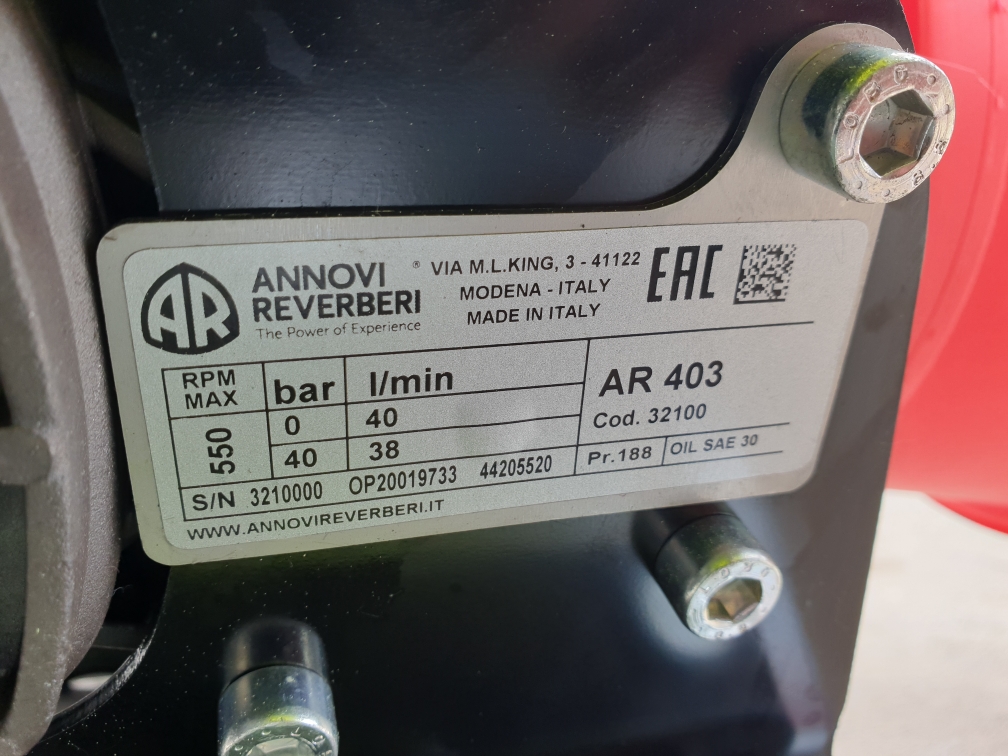 AR
ANNOVI
REVERBERI
The Power of Experience
® VIA M.L.KING, 3 - 41122
MODENA - ITALY
MADE IN ITALY
EAC
RPM
MAX
bar
l/min
550
0
40
40
38
AR 403
Cod. 32100
S/N 3210000 OP20019733 44205520
Pr.188
OIL SAE 30
WWW.ANNOVIREVERBERI.IT